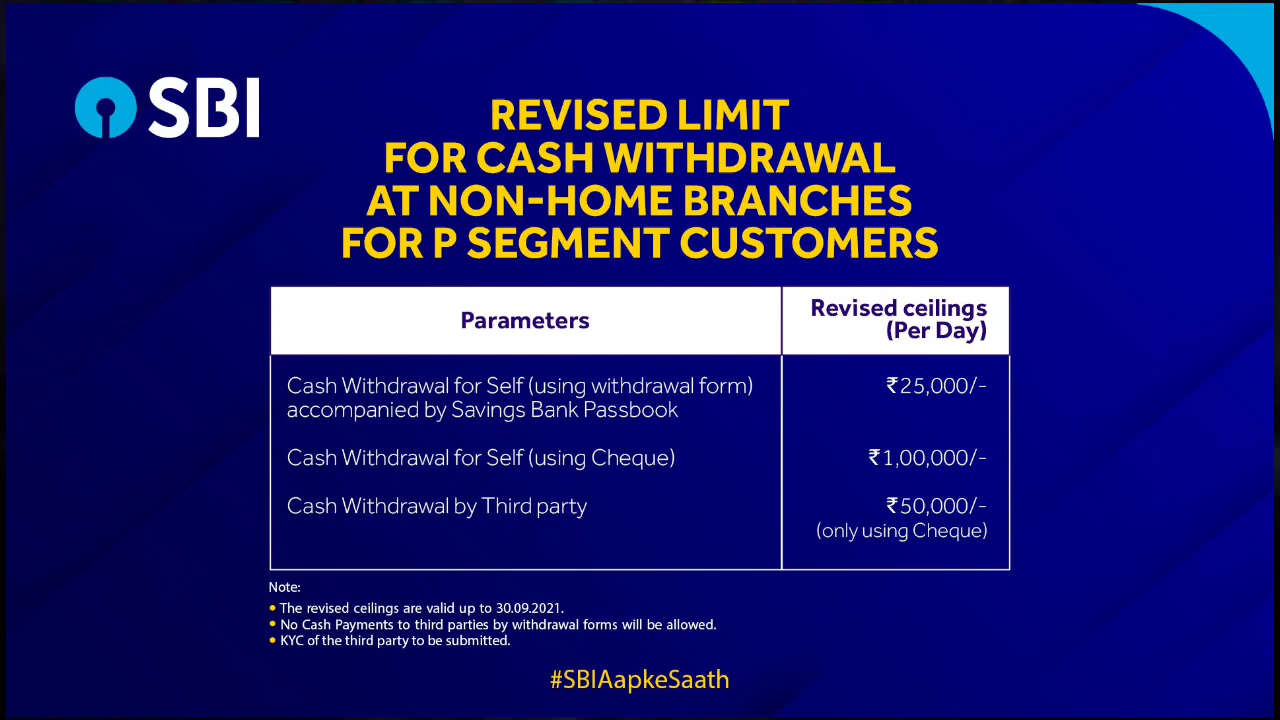 SBI
REVISED LIMIT
FOR CASH WITHDRAWAL
AT NON-HOME BRANCHES
FOR P SEGMENT CUSTOMERS
Parameters
Revised ceilings
(Per Day)
Cash Withdrawal for Self (using withdrawal form)
accompanied by Savings Bank Passbook
₹25,000/-
Cash Withdrawal for Self (using Cheque)
₹1,00,000/-
Cash Withdrawal by Third party
₹50,000/-
(only using Cheque)
Note:
• The revised ceilings are valid up to 30.09.2021.
• No Cash Payments to third parties by withdrawal forms will be allowed.
• KYC of the third party to be submitted.
#SBIAapkeSaath